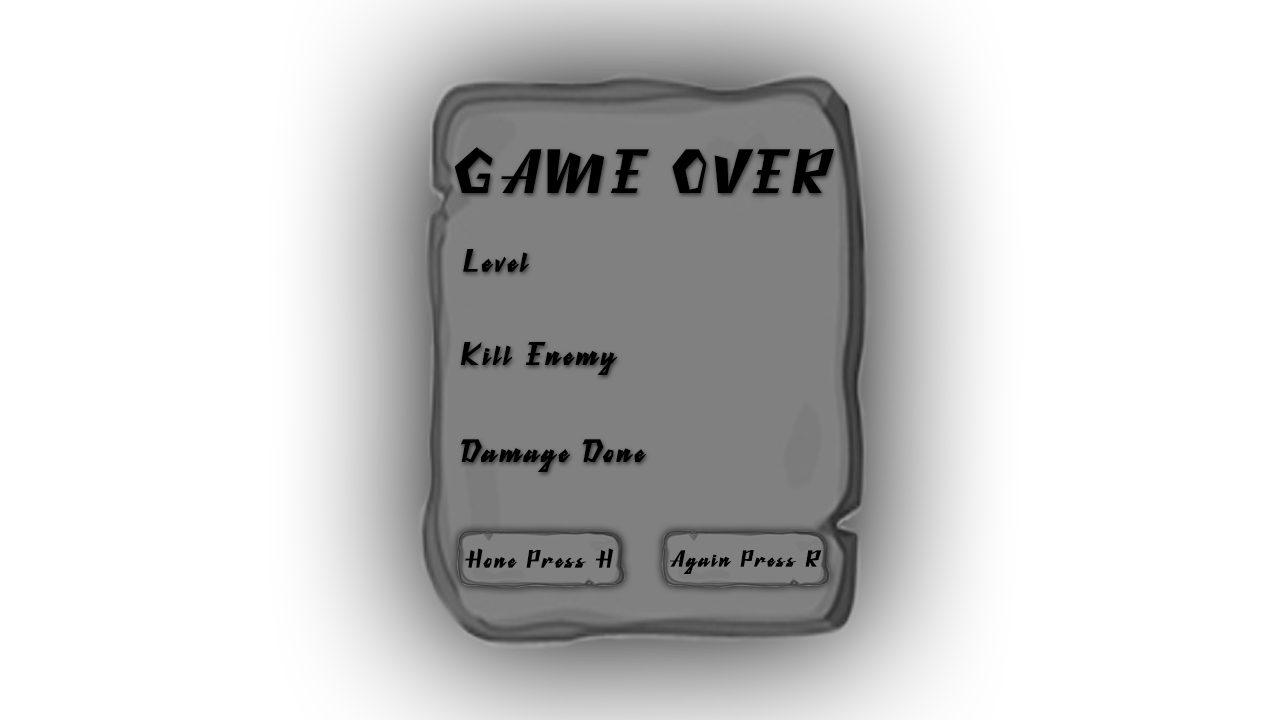 GAME OVER
Level
Kill Enemy
Damage Done
Hone Press H
Again Press R